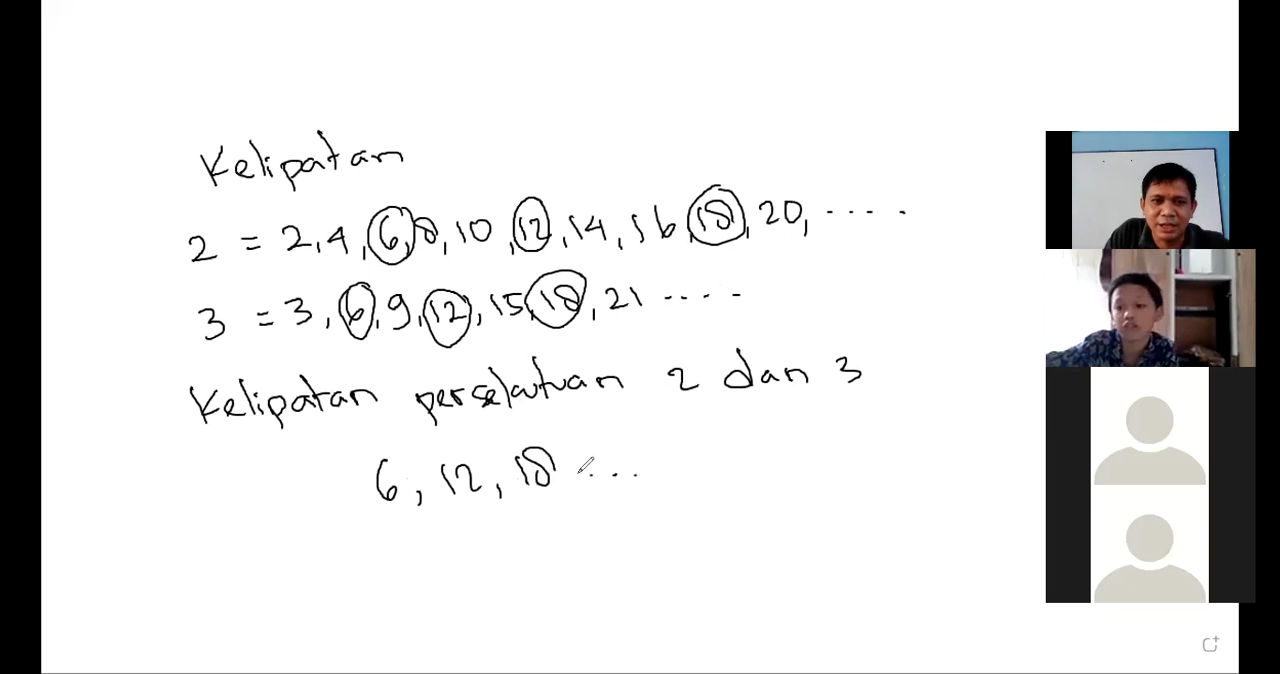 Kelipatan
2 = 2, 4, 6, 8, 10, 12, 14, 16, 18, 20, .....
3 = 3, 6, 9, 12, 15, 18, 21 ....
Kelipatan perselutuan 2 dan 3
6, 12, 18 ....